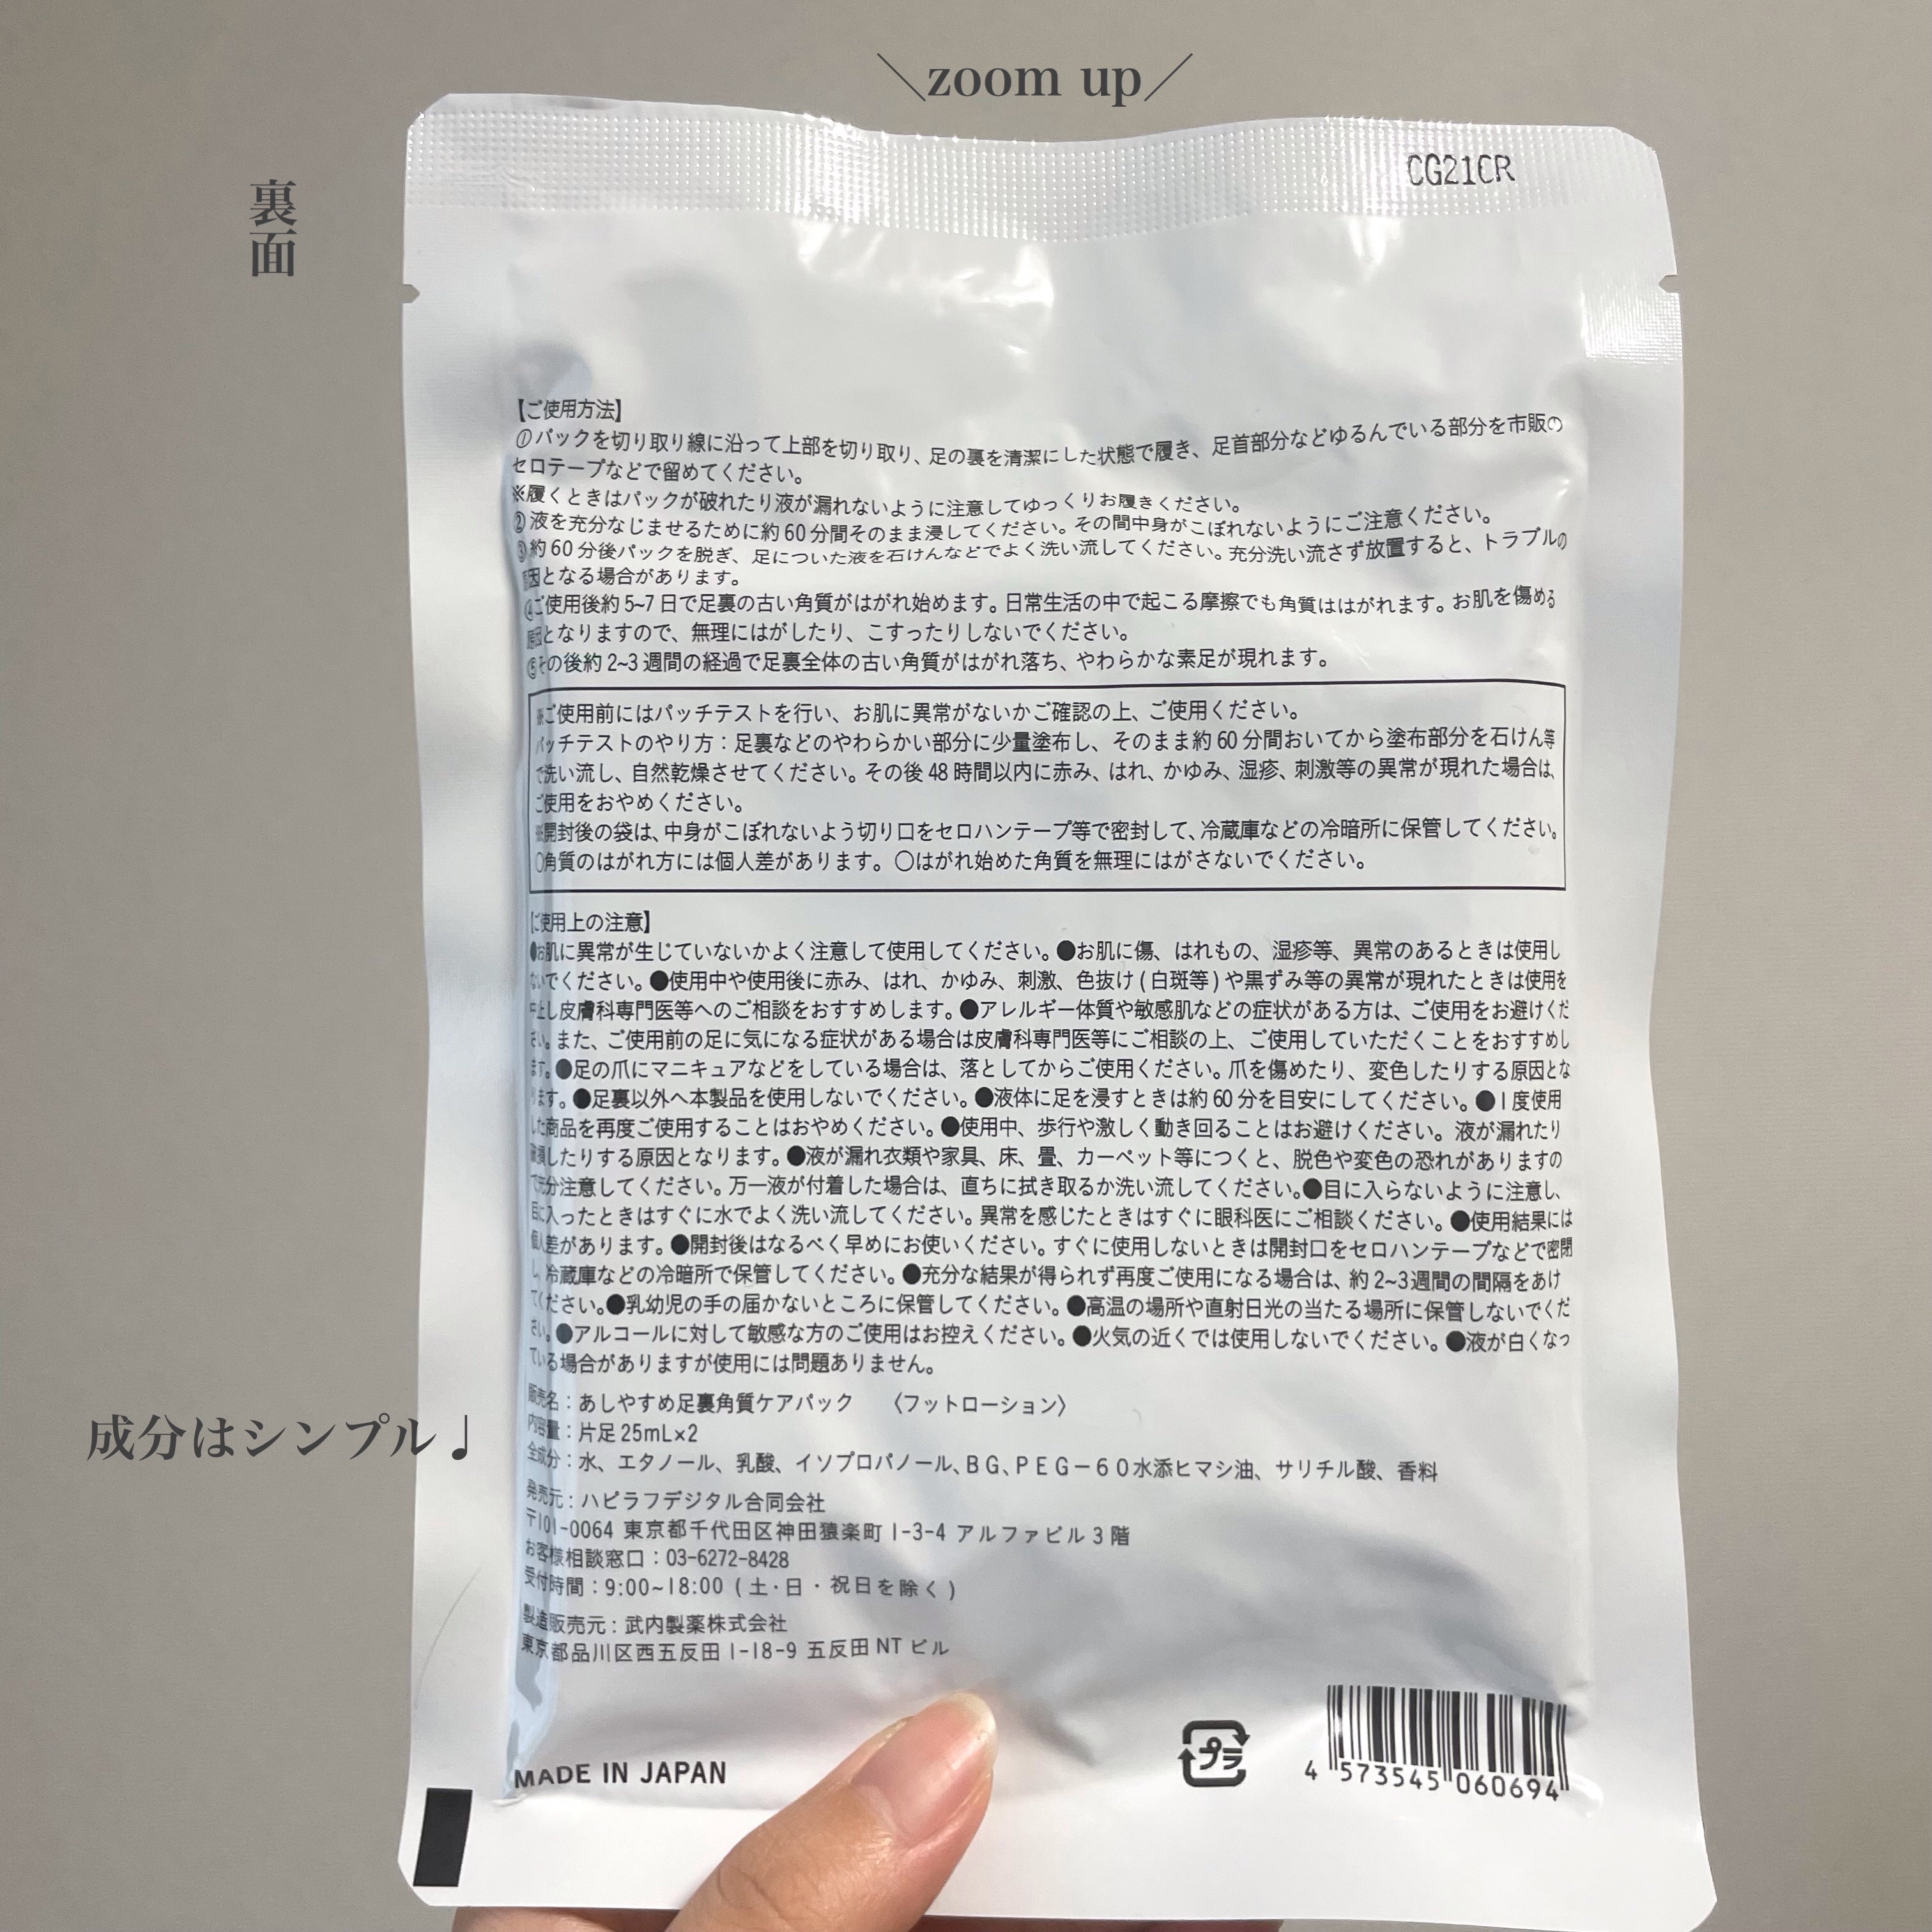 ＼zoom up／
CG21CR
裏面
【ご使用方法】
①パックを切り取り線に沿って上部を切り取り、足の裏を清潔にした状態で履き、足首部分などゆるんでいる部分を市販の
セロテープなどで留めてください。
※履くときはパックが破れたり液が漏れないように注意してゆっくりお履きください。
②液を充分なじませるために約60分間そのまま浸してください。その間中身がこぼれないようにご注意ください。
③約60分後パックを脱ぎ、足についた液を石けんなどでよく洗い流してください。充分洗い流さず放置すると、トラブルの
原因となる場合があります。
④ご使用後約5~7日で足裏の古い角質がはがれ始めます。日常生活の中で起こる摩擦でも角質ははがれます。お肌を傷める
原因となりますので、無理にはがしたり、こすったりしないでください。
⑤その後約2~3週間の経過で足裏全体の古い角質がはがれ落ち、やわらかな素足が現れます。
※ご使用前にはパッチテストを行い、お肌に異常がないかご確認の上、ご使用ください。
パッチテストのやり方：足裏などのやわらかい部分に少量塗布し、そのまま約60分間おいてから塗布部分を石けん等
で洗い流し、自然乾燥させてください。その後48時間以内に赤み、はれ、かゆみ、湿疹、刺激等の異常が現れた場合は、
ご使用をおやめください。
※開封後の袋は、中身がこぼれないよう切り口をセロハンテープ等で密封して、冷蔵庫などの冷暗所に保管してください。
〇角質のはがれ方には個人差があります。〇はがれ始めた角質を無理にはがさないでください。
【ご使用上の注意】
●お肌に異常が生じていないかよく注意して使用してください。●お肌に傷、はれもの、湿疹等、異常のあるときは使用し
ないでください。●使用中や使用後に赤み、はれ、かゆみ、刺激、色抜け(白斑等)や黒ずみ等の異常が現れたときは使用を
中止し皮膚科専門医等へのご相談をおすすめします。●アレルギー体質や敏感肌などの症状がある方は、ご使用をお避けくだ
さい。また、ご使用前の足に気になる症状がある場合は皮膚科専門医等にご相談の上、ご使用していただくことをおすすめし
ます。●足の爪にマニキュアなどをしている場合は、落としてからご使用ください。爪を傷めたり、変色したりする原因とな
ります。●足裏以外へ本製品を使用しないでください。●液体に足を浸すときは約60分を目安にしてください。●1度使用
した商品を再度ご使用することはおやめください。●使用中、歩行や激しく動き回ることはお避けください。液が漏れたり
破損したりする原因となります。●液が漏れ衣類や家具、床、畳、カーペット等につくと、脱色や変色の恐れがありますの
で充分注意してください。万一液が付着した場合は、直ちに拭き取るか洗い流してください。●目に入らないように注意し、
目に入ったときはすぐに水でよく洗い流してください。異常を感じたときはすぐに眼科医にご相談ください。●使用結果には
個人差があります。●開封後はなるべく早めにお使いください。すぐに使用しないときは開封口をセロハンテープなどで密閉
し、冷蔵庫などの冷暗所で保管してください。●充分な結果が得られず再度ご使用になる場合は、約2~3週間の間隔をあけ
てください。●乳幼児の手の届かないところに保管してください。●高温の場所や直射日光の当たる場所に保管しないでくだ
さい。●アルコールに対して敏感な方のご使用はお控えください。●火気の近くでは使用しないでください。●液が白くなっ
ている場合がありますが使用には問題ありません。
販売名：あしやすめ足裏角質ケアパック　〈フットローション〉
内容量：片足25mL×2
成分はシンプル♩
全成分：水、エタノール、乳酸、イソプロパノール、BG、PEG－60水添ヒマシ油、サリチル酸、香料
発売元：ハピラフデジタル合同会社
〒101-0064 東京都千代田区神田猿楽町1-3-4 アルファビル3階
お客様相談窓口：03-6272-8428
受付時間：9:00~18:00 (土・日・祝日を除く)
製造販売元：武内製薬株式会社
東京都品川区西五反田1-18-9 五反田NTビル
MADE IN JAPAN
プラ
4 573545 060694